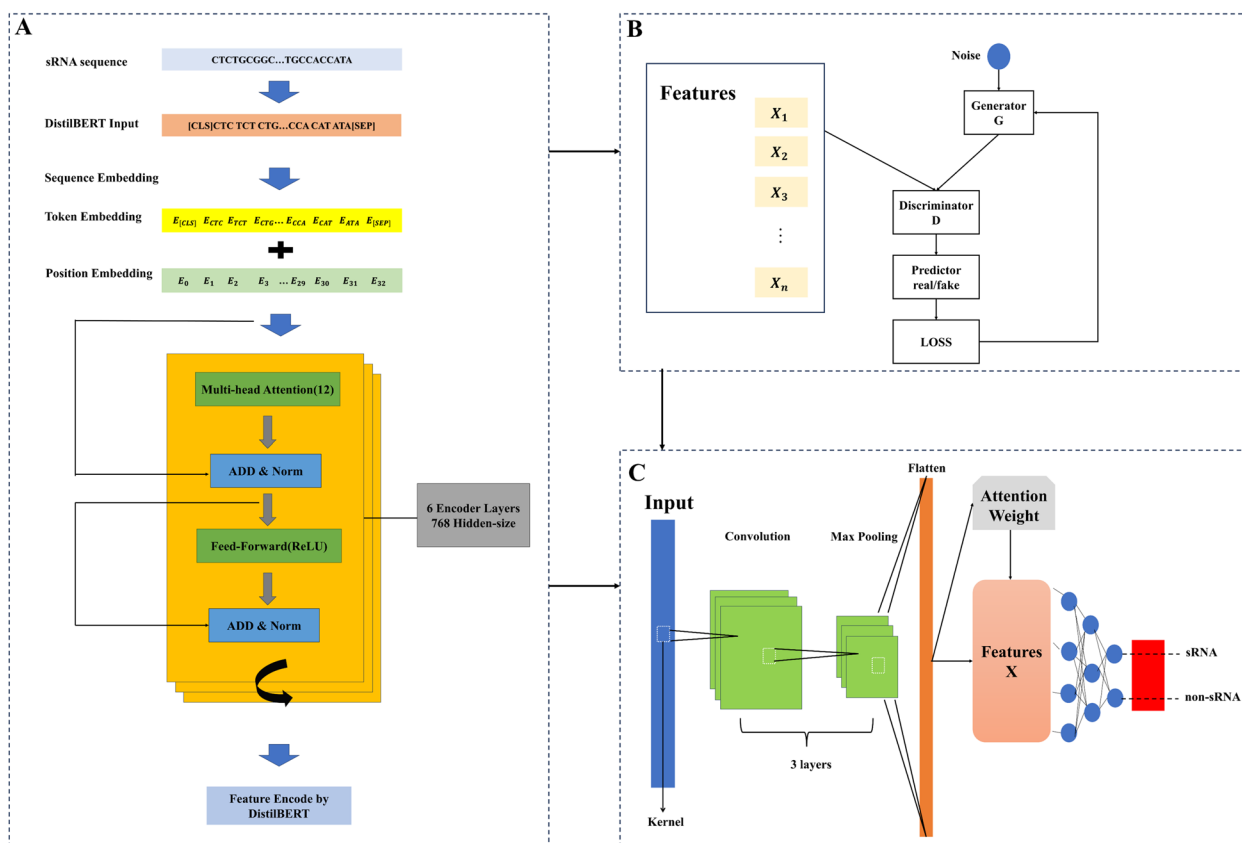 A
sRNA sequence
CTCTGCGGC...TGCCACCATA
DistilBERT Input
[CLS]CTC TCT CTG...CCA CAT ATA[SEP]
Sequence Embedding
Token Embedding
E[CLS] ECTC ETCT ECTG... ECCA ECAT EATA E[SEP]
Position Embedding
E0 E1 E2 E3 ... E29 E30 E31 E32
Multi-head Attention(12)
ADD & Norm
6 Encoder Layers
768 Hidden-size
Feed-Forward(ReLU)
ADD & Norm
Feature Encode by
DistilBERT
B
Features
X1
X2
X3
⋮
Xn
Noise
Generator
G
Discriminator
D
Predictor
real/fake
LOSS
C
Input
Kernel
Convolution
Max Pooling
3 layers
Flatten
Attention
Weight
Features
X
sRNA
non-sRNA